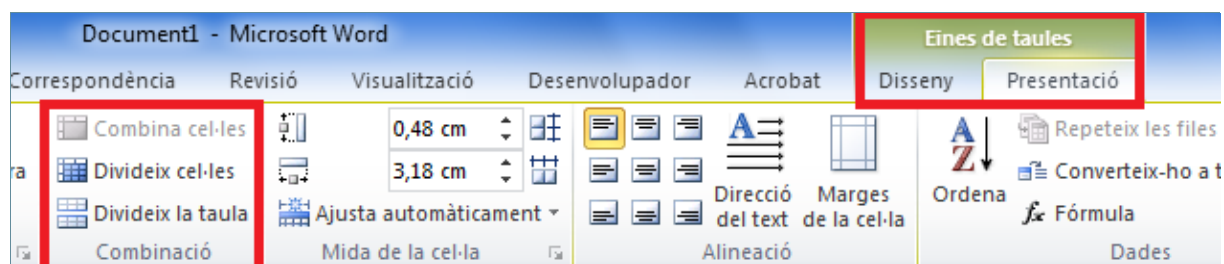 Document1 - Microsoft Word
Eines de taules
Correspondència Revisió Visualització Desenvolupador Acrobat Disseny Presentació
Combina cel·les 0,48 cm Repeteix les files
ra Divideix cel·les 3,18 cm Converteix-ho a t
Divideix la taula Ajusta automàticament
Direcció del text
Marges de la cel·la
Ordena
Fórmula
Combinació Mida de la cel·la Alineació Dades